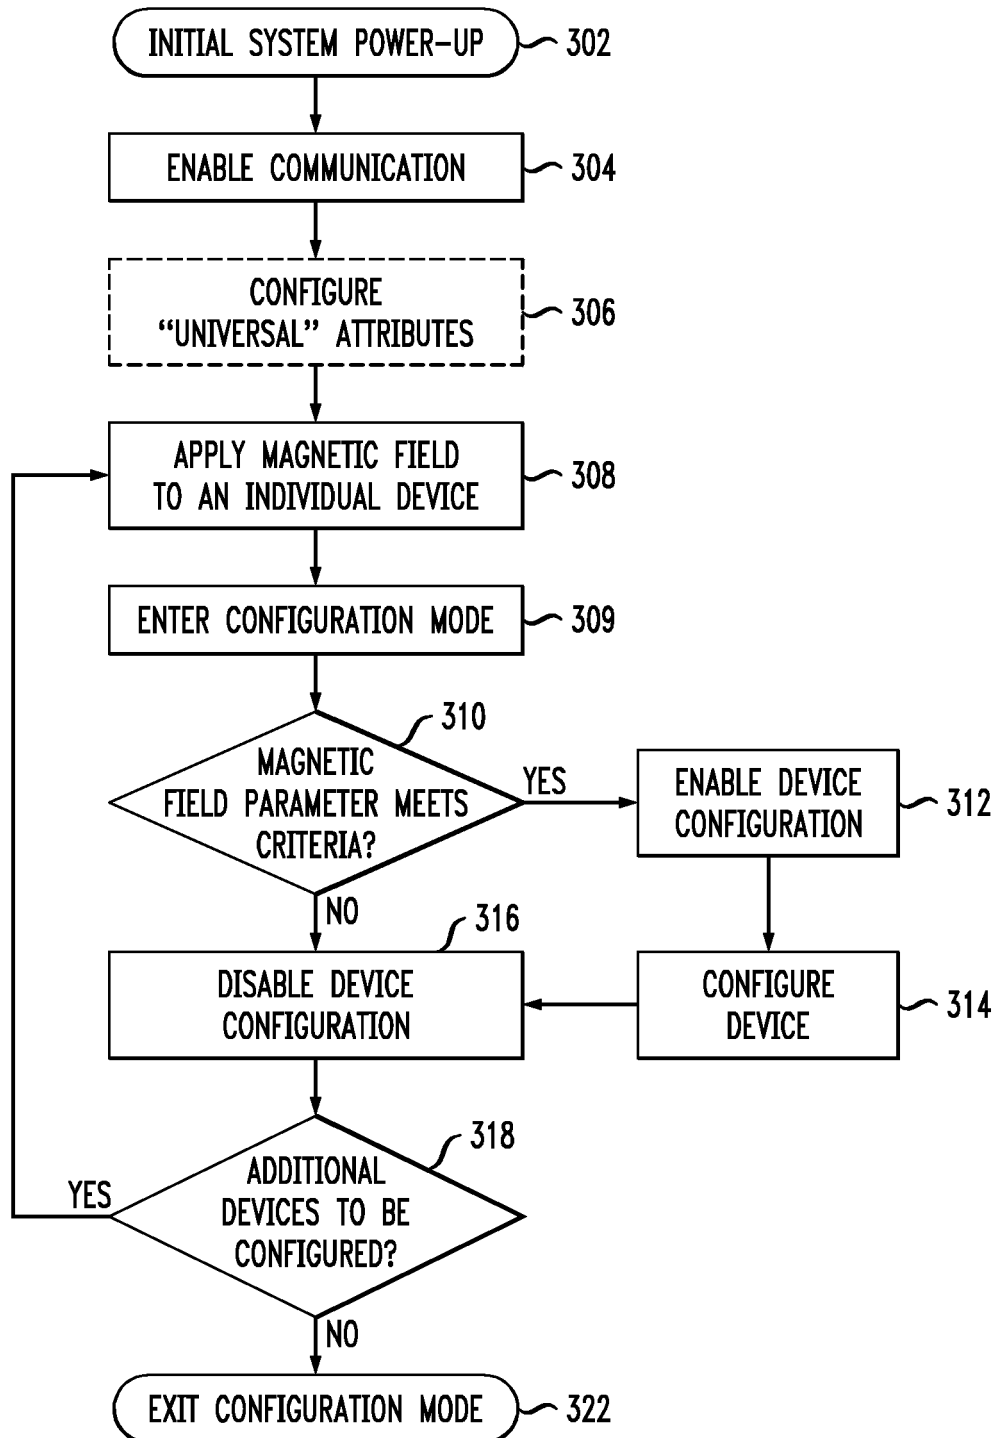 INITIAL SYSTEM POWER-UP
302
ENABLE COMMUNICATION
304
CONFIGURE
“UNIVERSAL” ATTRIBUTES
306
APPLY MAGNETIC FIELD
TO AN INDIVIDUAL DEVICE
308
ENTER CONFIGURATION MODE
309
310
MAGNETIC
FIELD PARAMETER MEETS
CRITERIA?
YES
ENABLE DEVICE
CONFIGURATION
312
NO
316
DISABLE DEVICE
CONFIGURATION
CONFIGURE
DEVICE
314
318
ADDITIONAL
DEVICES TO BE
CONFIGURED?
YES
NO
EXIT CONFIGURATION MODE
322